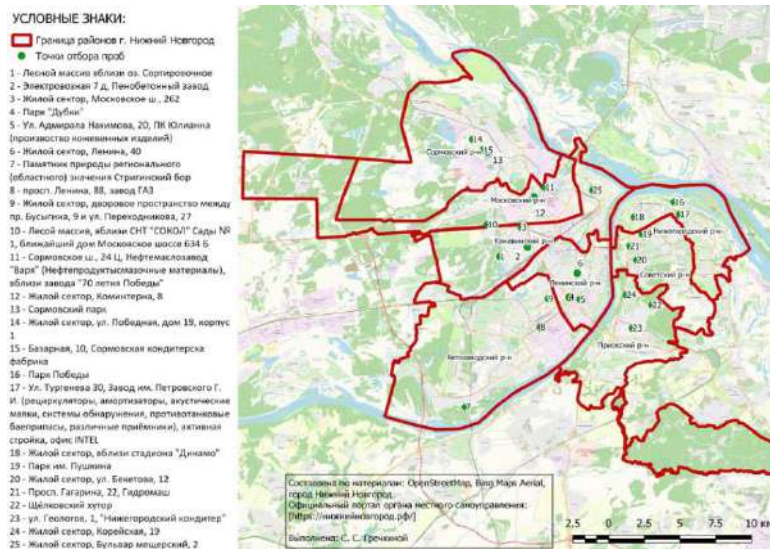 УСЛОВНЫЕ ЗНАКИ:
Граница районов г. Нижний Новгород
Точки отбора проб
1 - Лесной массив вблизи оз. Сортировочное
2 - Электровозная 7 д, Пенобетонный завод
3 - Жилой сектор, Московское ш., 262
4 - Парк "Дубки"
5 - Ул. Адмирала Нахимова, 20, ПК Юлианна
(производство кожевенных изделий)
6 - Жилой сектор, Ленина, 40
7 - Памятник природы регионального
(областного) значения Стригинский бор
8 - просп. Ленина, 88, завод ГАЗ
9 - Жилой сектор, дворовое пространство между
пр. Бусыгина, 9 и ул. Переходникова, 27
10 - Лесой массив, вблизи СНТ "СОКОЛ" Сады №
1, ближайший дом Московское шоссе 634 Б
11 - Сормовское ш., 24 Ц, Нефтемаслозавод
"Варя" (Нефтепродуктысмазочные материалы),
вблизи завода "70 летия Победы"
12 - Жилой сектор, Коминтерна, 8
13 - Сормовский парк
14 - Жилой сектор, ул. Победная, дом 19, корпус
1
15 - Базарная, 10, Сормовская кондитерска
фабрика
16 - Парк Победы
17 - Ул. Тургенева 30, Завод им. Петровского Г.
И. (рециркуляторы, амортизаторы, акустические
маяки, системы обнаружения, противотанковые
боеприпасы, различные приёмники), активная
стройка, офис INTEL
18 - Жилой сектор, вблизи стадиона "Динамо"
19 - Парк им. Пушкина
20 - Жилой сектор, ул. Бекетова, 12
21 - Просп. Гагарина, 22, Гидромаш
22 - Щёлковский хутор
23 - ул. Геологов, 1, "Нижегородский кондитер"
24 - Жилой сектор, Корейская, 19
25 - Жилой сектор, Бульвар мещерский, 2
14
Сормовский р-н
15
13
11
25
Московский р-н
12
16
17
18
10
3
Нижегородский р-н
19
Канавинский р-н
21
1
2
20
6
Советский р-н
Ленинский р-н
24
9
5
22
8
23
Приокский р-н
Автозаводский р-н
7
Составлена по материалам: OpenStreetMap, Bing Maps Aerial,
город Нижний Новгород.
Официальный портал органа местного самоуправления:
[https://нижнийновгород.рф/]
Выполнена: С. С. Гречкиной
2.5 0 2.5 5 7.5 10 км